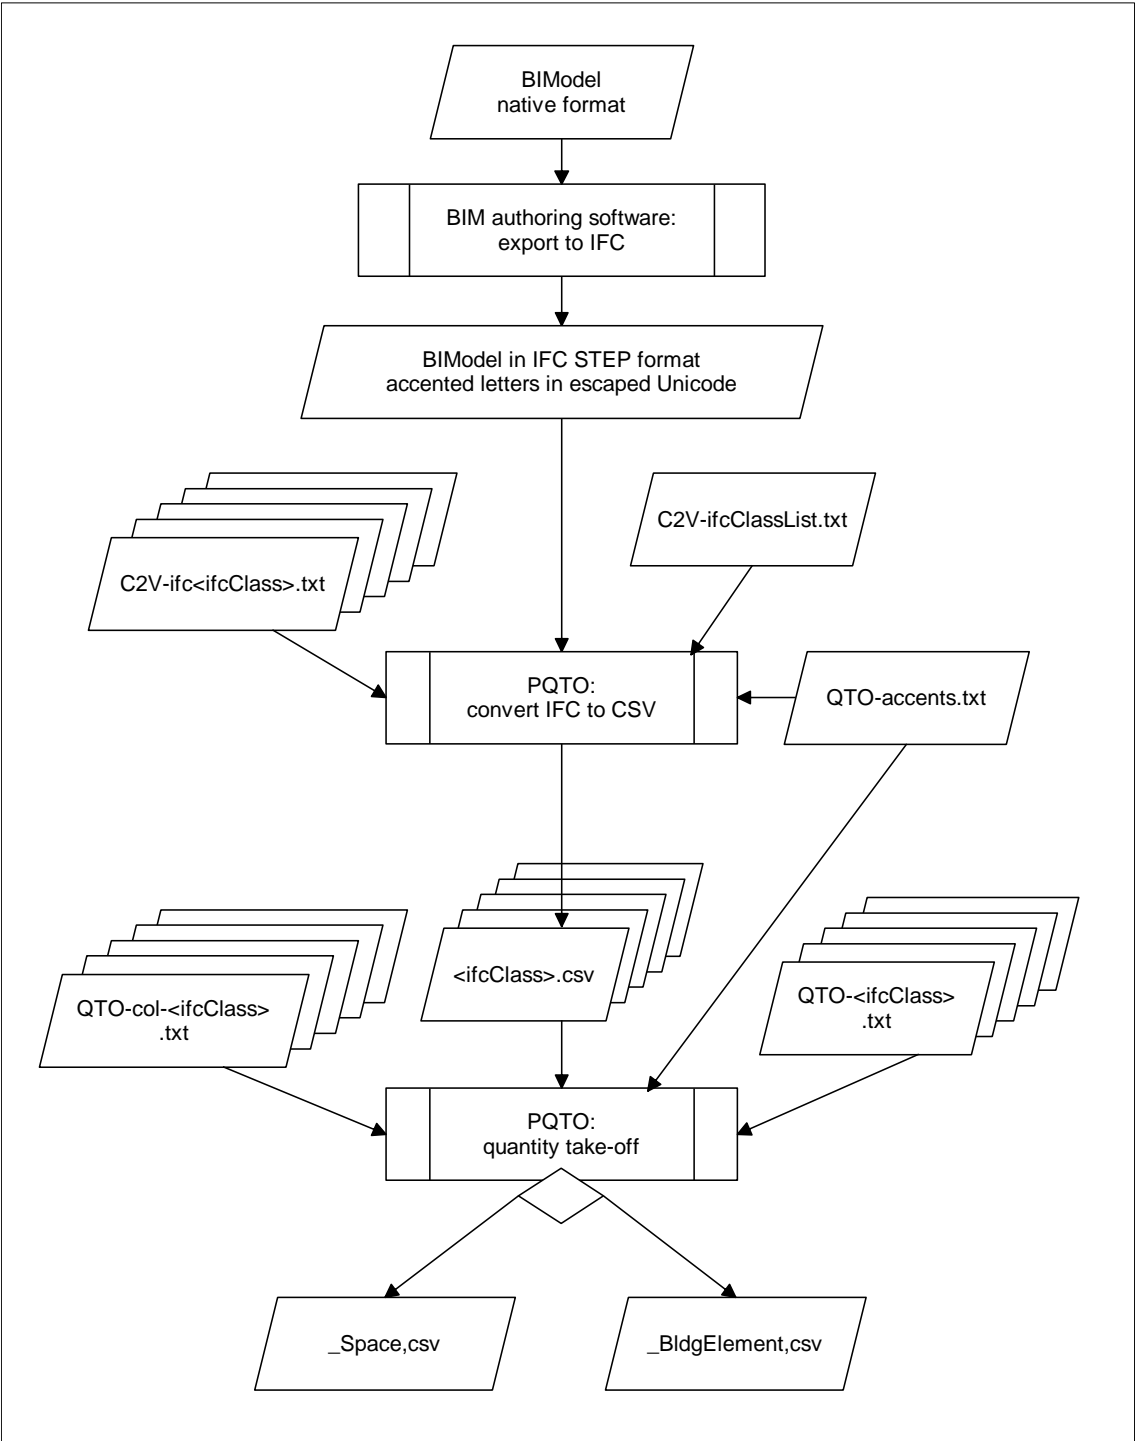 BIModel
native format
BIM authoring software:
export to IFC
BIModel in IFC STEP format
accented letters in escaped Unicode
C2V-ifcClassList.txt
C2V-ifc<ifcClass>.txt
PQTO:
convert IFC to CSV
QTO-accents.txt
<ifcClass>.csv
QTO-col-<ifcClass>
.txt
QTO-<ifcClass>
.txt
PQTO:
quantity take-off
_Space,csv
_BldgElement,csv